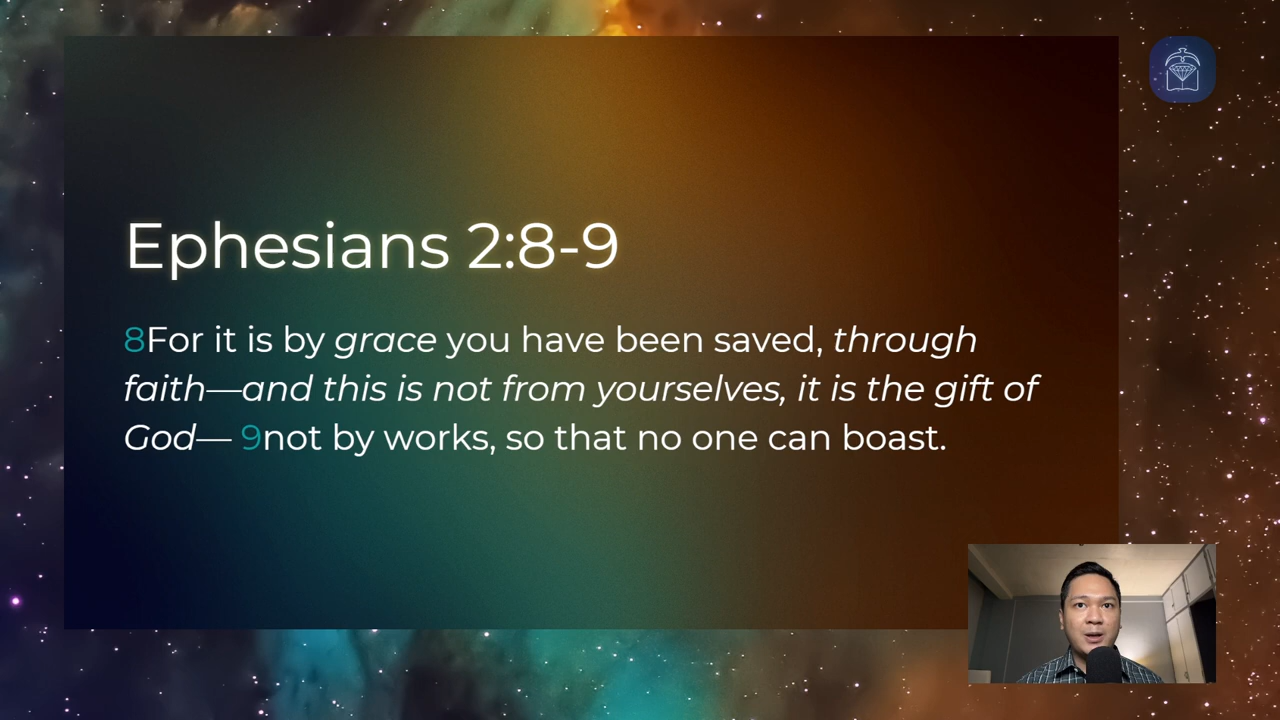 Ephesians 2:8-9
8For it is by grace you have been saved, through
faith—and this is not from yourselves, it is the gift of
God— 9not by works, so that no one can boast.